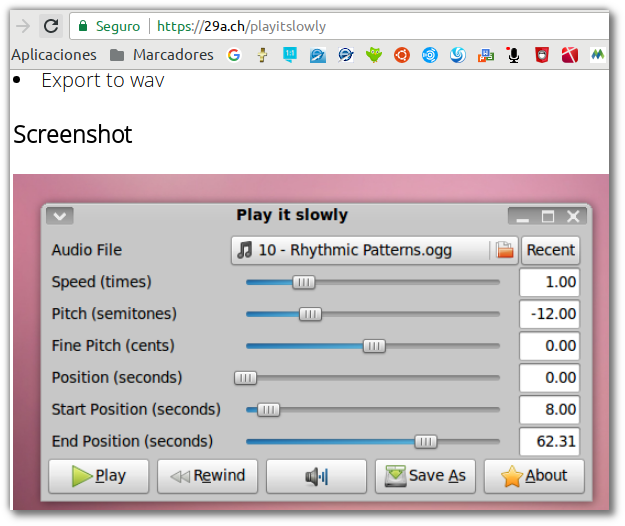 Seguro https://29a.ch/playitslowly
Aplicaciones Marcadores
Export to wav
Screenshot
Play it slowly
Audio File 10 - Rhythmic Patterns.ogg Recent
Speed (times) 1.00
Pitch (semitones) -12.00
Fine Pitch (cents) 0.00
Position (seconds) 0.00
Start Position (seconds) 8.00
End Position (seconds) 62.31
Play Rewind Save As About